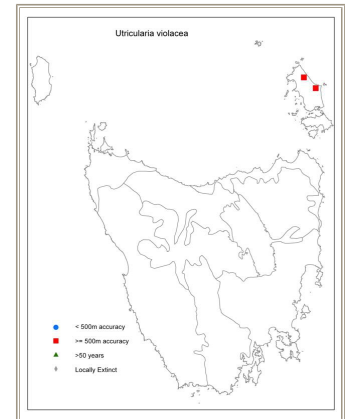 Utricularia violacea
< 500m accuracy
>= 500m accuracy
>50 years
Locally Extinct